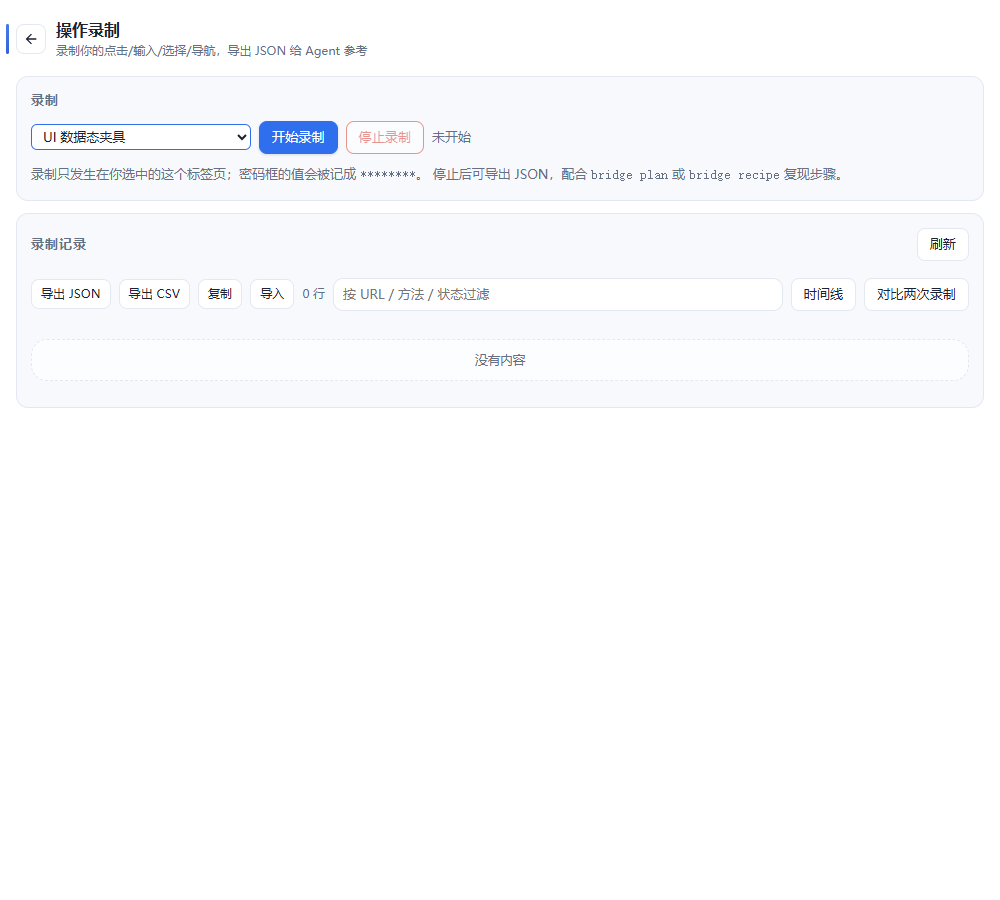 操作录制
录制你的点击/输入/选择/导航，导出 JSON 给 Agent 参考
录制
UI 数据态夹具 开始录制 停止录制 未开始
录制只发生在你选中的这个标签页；密码框的值会被记成 ********。 停止后可导出 JSON，配合 bridge plan 或 bridge recipe 复现步骤。
录制记录 刷新
导出 JSON 导出 CSV 复制 导入 0 行 按 URL / 方法 / 状态过滤 时间线 对比两次录制
没有内容